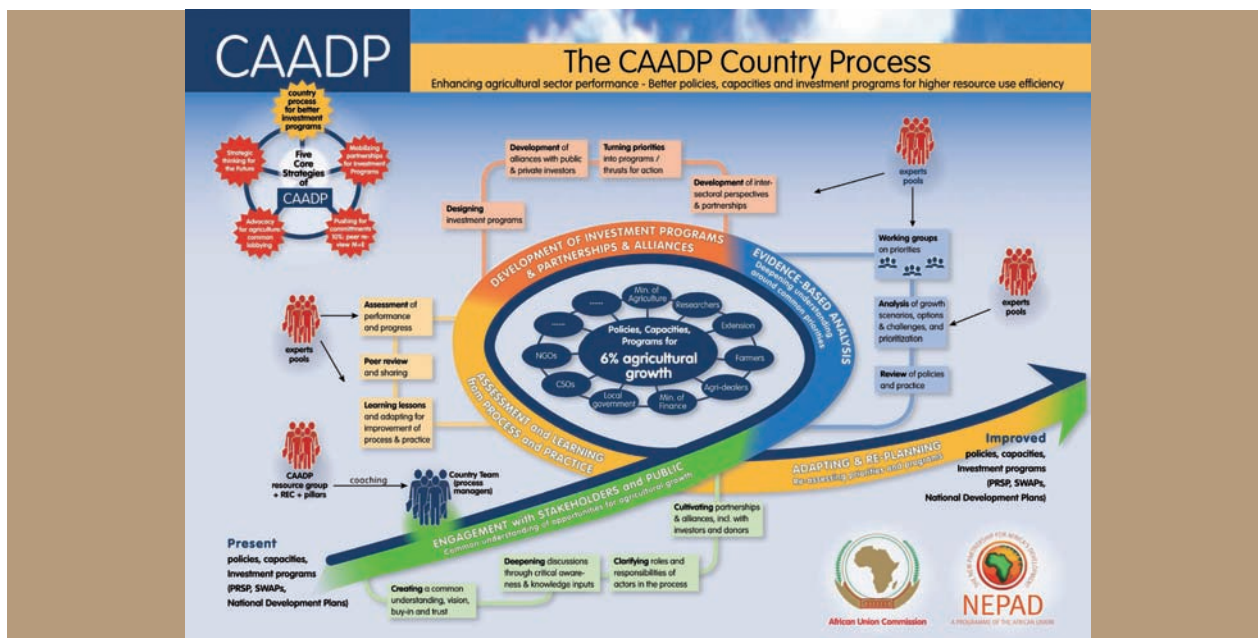 CAADP
The CAADP Country Process
Enhancing agricultural sector performance - Better policies, capacities and investment programs for higher resource use efficiency
country
process
for better
investment
programs
Strategic
thinking for
the Future
Mobilizing
partnerships
for Investment
Programs
Five
Core
Strategies
of
CAADP
Advocacy
for agriculture:
common
lobbying
Pushing for
commitments
10%; peer re-
view M+E
Development of
alliances with public
& private investors
Turning priorities
into programs /
thrusts for action
Development of inter-
sectoral perspectives
& partnerships
Designing
investment programs
experts
pools
Working groups
on priorities
experts
pools
Analysis of growth
scenarios, options
& challenges, and
prioritization
Review of policies
and practice
DEVELOPMENT OF INVESTMENT PROGRAMS
& PARTNERSHIPS & ALLIANCES
EVIDENCE-BASED ANALYSIS
Deepening understanding
around common priorities
Min. of
Agriculture
Researchers
Extension
Farmers
Agri-dealers
Min. of
Finance
Local
government
CSOs
NGOs
Policies, Capacities,
Programs for
6% agricultural
growth
experts
pools
Assessment of
performance
and progress
Peer review
and sharing
Learning lessons
and adapting for
improvement of
process & practice
ASSESSMENT and LEARNING
from PROCESS and PRACTICE
CAADP
resource group
+ REC + pillars
coaching
Country Team
(process
managers)
ENGAGEMENT with STAKEHOLDERS and PUBLIC
Common understanding of opportunities for agricultural growth
ADAPTING & RE-PLANNING
Re-assessing priorities and programs
Improved
policies, capacities,
Investment programs
(PRSP, SWAPs,
National Development Plans)
Present
policies, capacities,
Investment programs
(PRSP, SWAPs,
National Development Plans)
Creating a common
understanding, vision,
buy-in and trust
Deepening discussions
through critical aware-
ness & knowledge inputs
Clarifying roles and
responsibilities of
actors in the process
Cultivating partnerships
& alliances, incl. with
investors and donors
African Union Commission
NEW PARTNERSHIP FOR AFRICA'S DEVELOPMENT
NEPAD
A PROGRAMME OF THE AFRICAN UNION